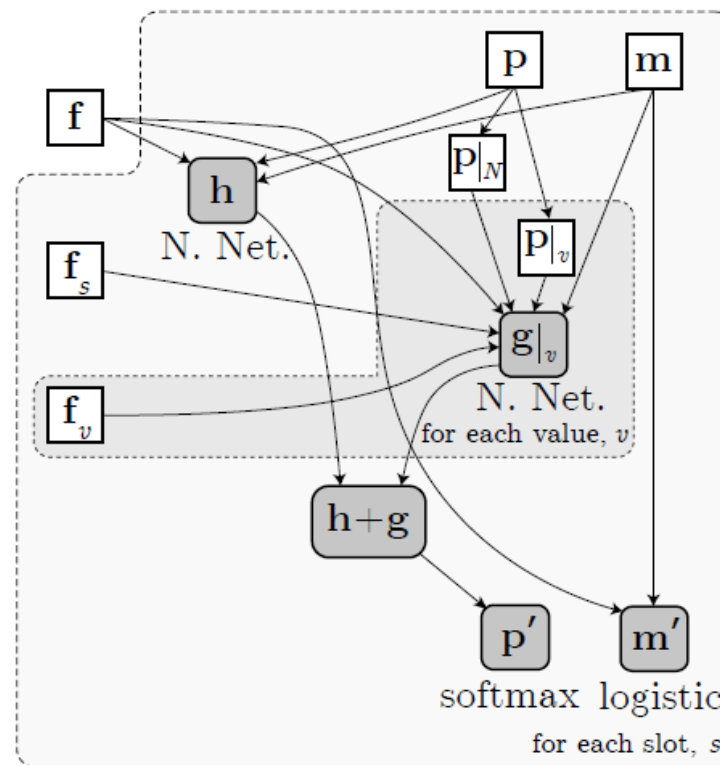 p
m
f
p|N
h
N. Net.
p|v
fs
g|v
N. Net.
fv
for each value, v
h+g
p′
m′
softmax
logistic
for each slot, s